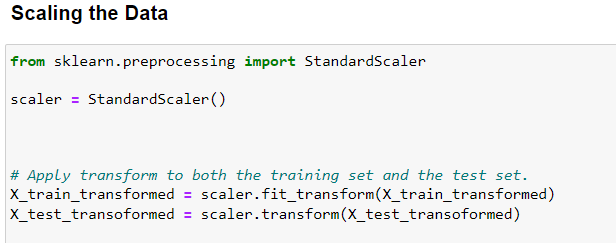 Scaling the Data
from sklearn.preprocessing import StandardScaler
scaler = StandardScaler()
# Apply transform to both the training set and the test set.
X_train_transformed = scaler.fit_transform(X_train_transformed)
X_test_transoformed = scaler.transform(X_test_transoformed)